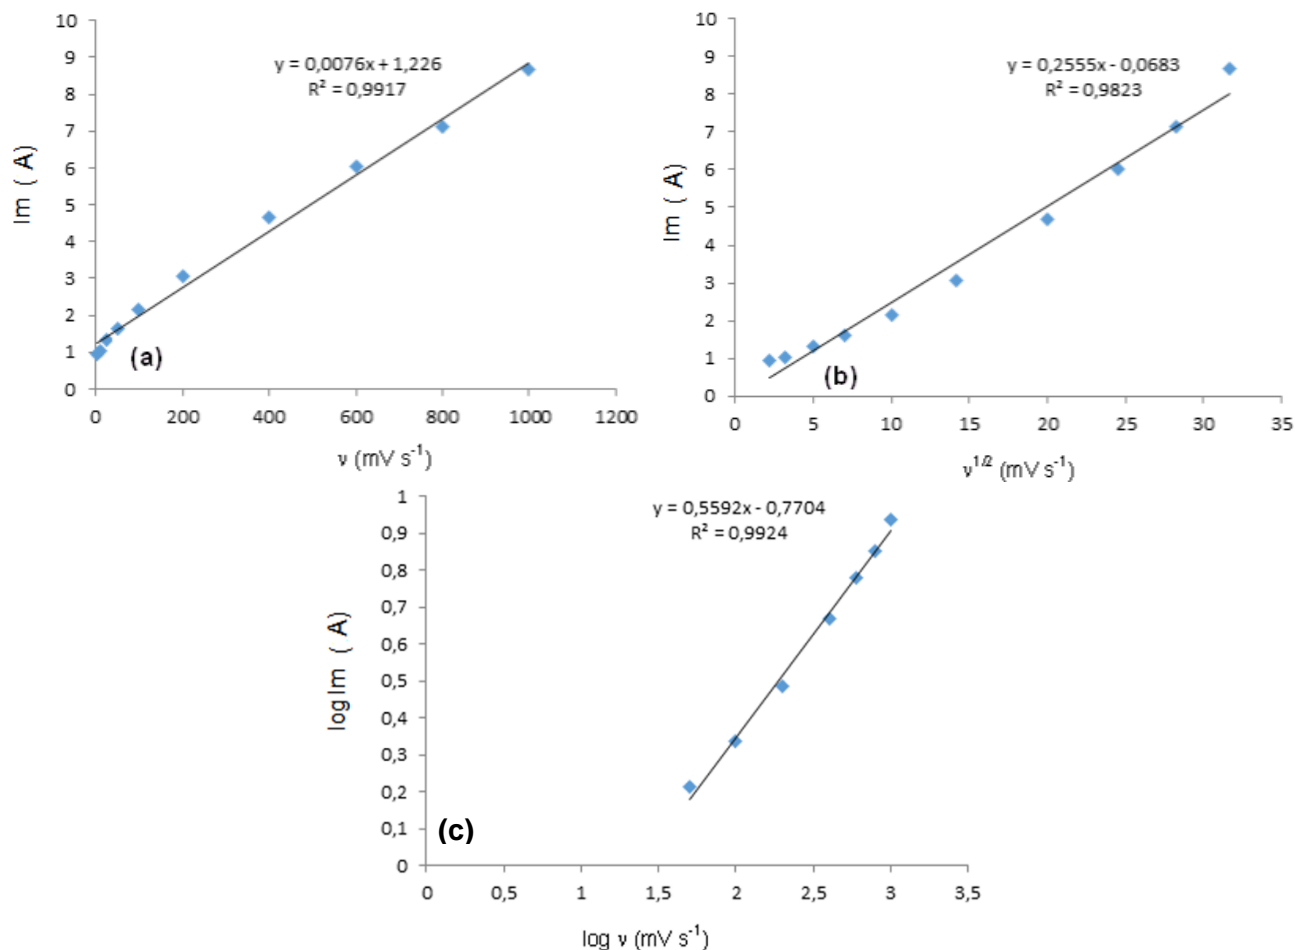 10
9
8
7
6
5
4
3
2
1
0
Im ( A)
y = 0,0076x + 1,226
R² = 0,9917
(a)
0 200 400 600 800 1000 1200
ν (mV s⁻¹)
10
9
8
7
6
5
4
3
2
1
0
Im ( A)
y = 0,2555x - 0,0683
R² = 0,9823
(b)
0 5 10 15 20 25 30 35
ν¹/² (mV s⁻¹)
1
0,9
0,8
0,7
0,6
0,5
0,4
0,3
0,2
0,1
0
log Im ( A)
y = 0,5592x - 0,7704
R² = 0,9924
(c)
0 0,5 1 1,5 2 2,5 3 3,5
log ν (mV s⁻¹)